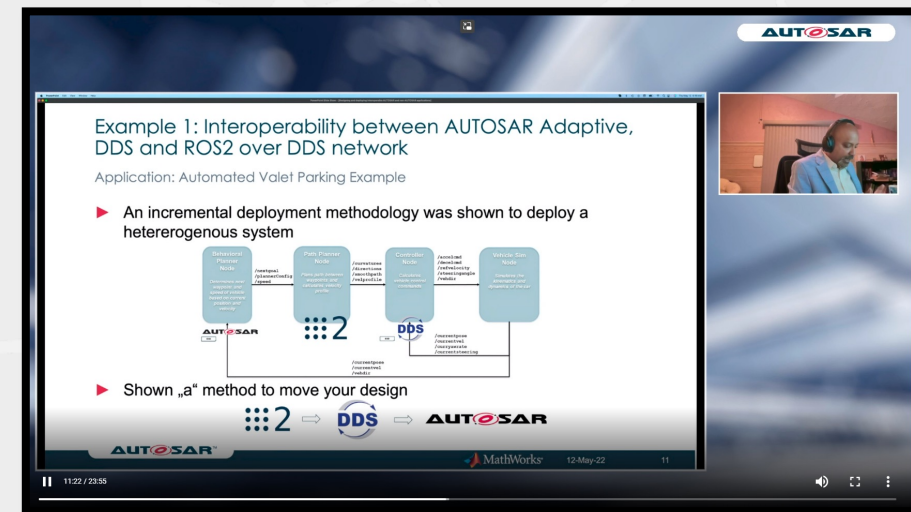 AUTOSAR
Example 1: Interoperability between AUTOSAR Adaptive,
DDS and ROS2 over DDS network
Application: Automated Valet Parking Example
► An incremental deployment methodology was shown to deploy a
hetererogenous system
Behavioral
Planner
Node
/nextgoal
/plannerConfig
/speed
Path Planner
Node
/curvatures
/directions
/smoothpath
/velprofile
Controller
Node
/accelcmd
/decelcmd
/refvelocity
/steeringangle
/vehdir
Vehicle Sim
Node
AUTOSAR
2
DDS
/currentpose
/currentvel
/curryawrate
/currentsteering
/currentpose
/currentvel
/vehdir
► Shown „a“ method to move your design
2 ⇨ DDS ⇨ AUTOSAR
AUTOSAR™
MathWorks® 12-May-22 11
11:22 / 23:55